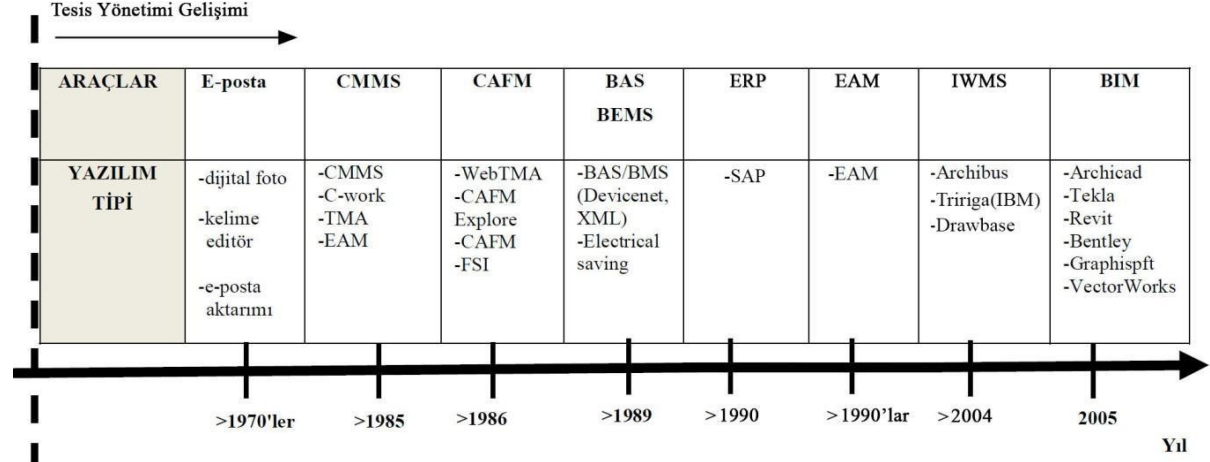 Tesis Yönetimi Gelişimi
ARAÇLAR
E-posta
CMMS
CAFM
BAS
BEMS
ERP
EAM
IWMS
BIM
YAZILIM
TİPİ
-dijital foto
-kelime
editör
-e-posta
aktarımı
-CMMS
-C-work
-TMA
-EAM
-WebTMA
-CAFM
Explore
-CAFM
-FSI
-BAS/BMS
(Devicenet,
XML)
-Electrical
saving
-SAP
-EAM
-Archibus
-Tririga(IBM)
-Drawbase
-Archicad
-Tekla
-Revit
-Bentley
-Graphispft
-VectorWorks
>1970'ler
>1985
>1986
>1989
>1990
>1990’lar
>2004
2005
Yıl